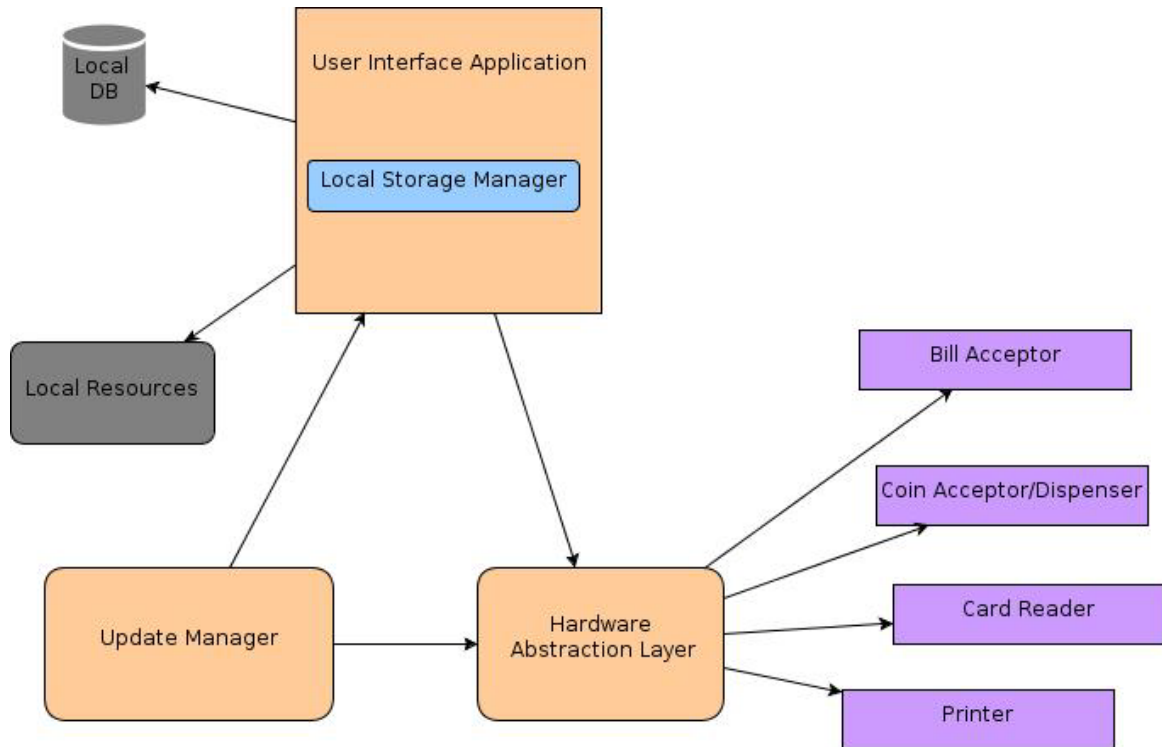 Local
DB
User Interface Application
Local Storage Manager
Local Resources
Bill Acceptor
Coin Acceptor/Dispenser
Card Reader
Update Manager
Hardware
Abstraction Layer
Printer